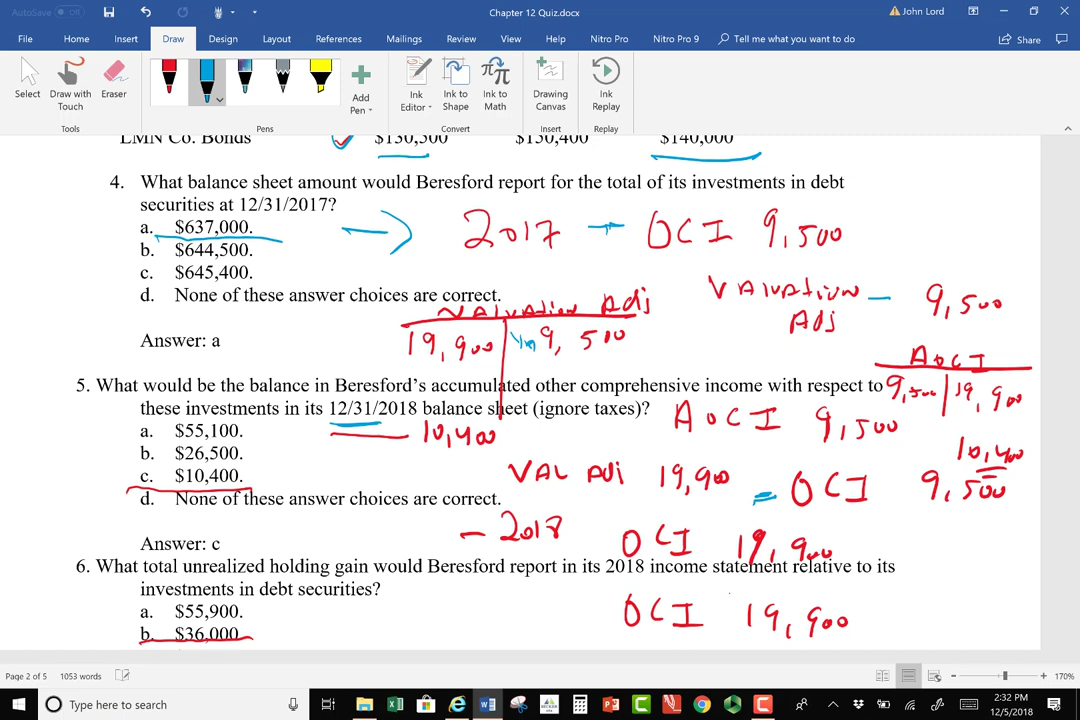 AutoSave Off
Chapter 12 Quiz.docx
John Lord
File Home Insert Draw Design Layout References Mailings Review View Help Nitro Pro Nitro Pro 9 Tell me what you want to do Share
Select
Draw with Touch
Eraser
Add Pen
Ink Editor
Ink to Shape
Ink to Math
Drawing Canvas
Ink Replay
Tools Pens Convert Insert Replay
LMN Co. Bonds $130,500 $130,400 $140,000
4. What balance sheet amount would Beresford report for the total of its investments in debt
securities at 12/31/2017?
a. $637,000.
b. $644,500.
c. $645,400.
d. None of these answer choices are correct.
2017 OCI 9,500
Valuation Adj 9,500
Valuation Adj
19,900 9,500
Answer: a
AOCI
9,500 19,900
10,400
5. What would be the balance in Beresford's accumulated other comprehensive income with respect to
these investments in its 12/31/2018 balance sheet (ignore taxes)?
a. $55,100.
b. $26,500.
c. $10,400.
d. None of these answer choices are correct.
10,400
AOCI 9,500
VAL Adj 19,900
OCI 9,500
- 2018 OCI 19,900
Answer: c
6. What total unrealized holding gain would Beresford report in its 2018 income statement relative to its
investments in debt securities?
a. $55,900.
b. $36,000
OCI 19,900
Page 2 of 5 1053 words 170%
Type here to search
2:32 PM
12/5/2018